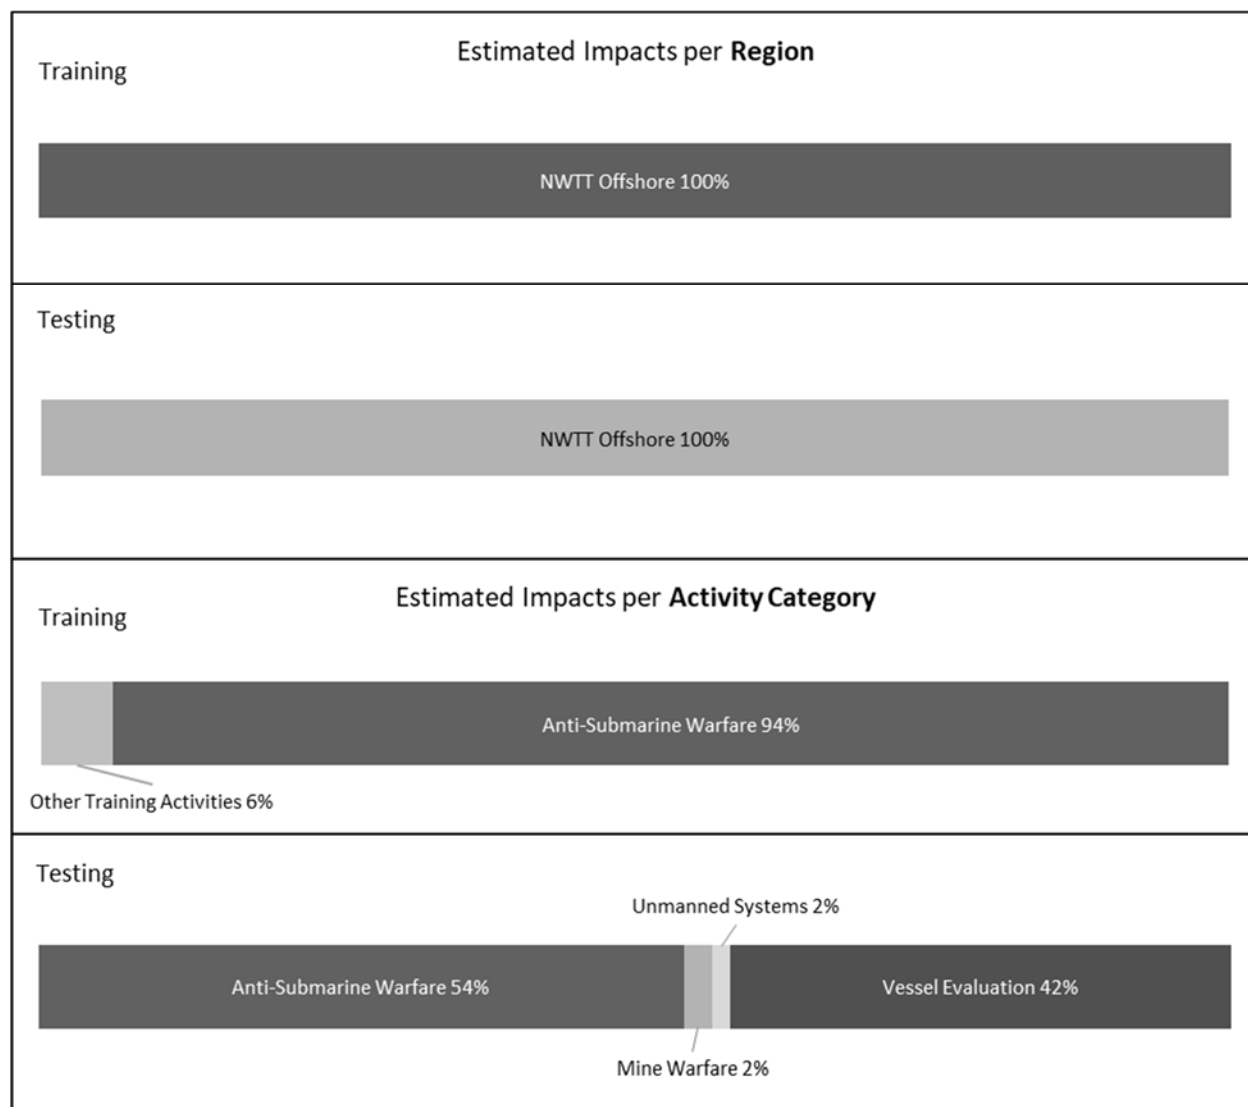 Estimated Impacts per Region
Training
NWTT Offshore 100%
Testing
NWTT Offshore 100%
Estimated Impacts per Activity Category
Training
Anti-Submarine Warfare 94%
Other Training Activities 6%
Testing
Unmanned Systems 2%
Anti-Submarine Warfare 54%
Vessel Evaluation 42%
Mine Warfare 2%